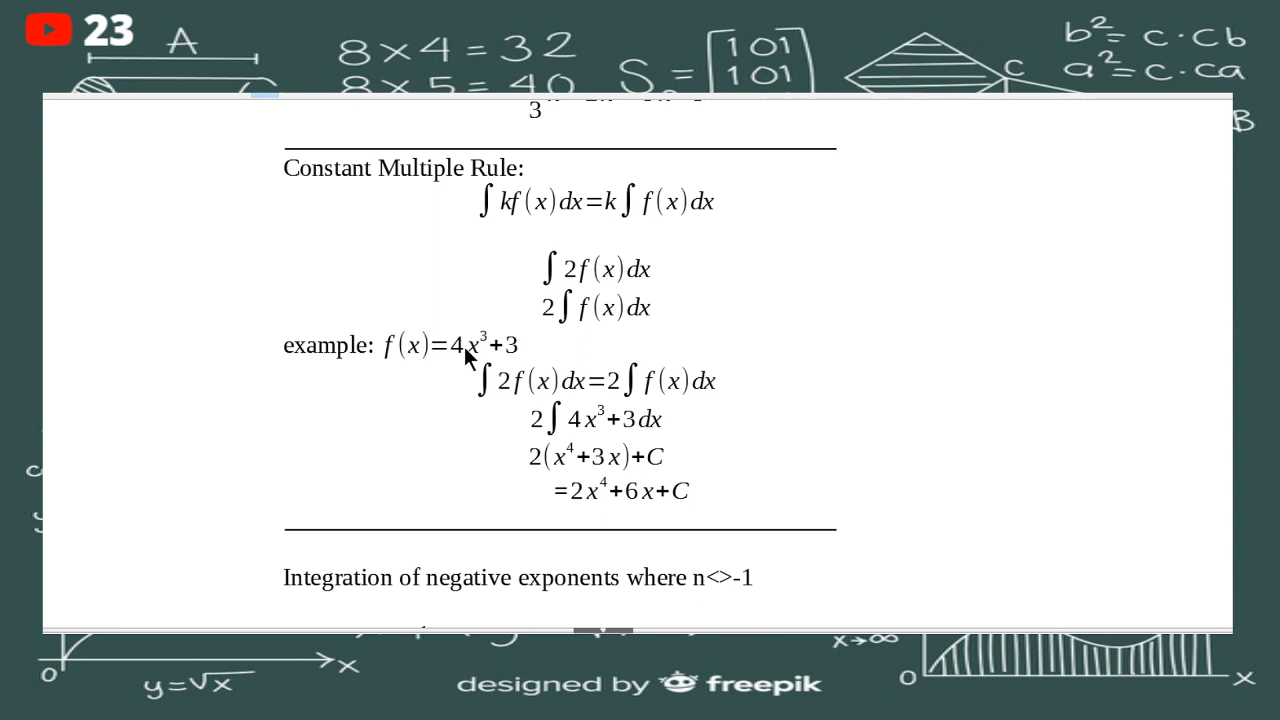 23
A
8 x 4 = 32
8 x 5 = 40
S =
101
101
C
b² = c · cb
a² = c · ca
B
3
Constant Multiple Rule:
∫ kf(x)dx=k∫ f(x)dx
∫ 2f(x)dx
2∫ f(x)dx
example: f(x)=4x³+3
∫ 2f(x)dx=2∫ f(x)dx
2∫ 4x³+3dx
2(x⁴+3x)+C
=2x⁴+6x+C
Integration of negative exponents where n<>-1
x→∞
0
x
y=√x
designed by freepik
0
x